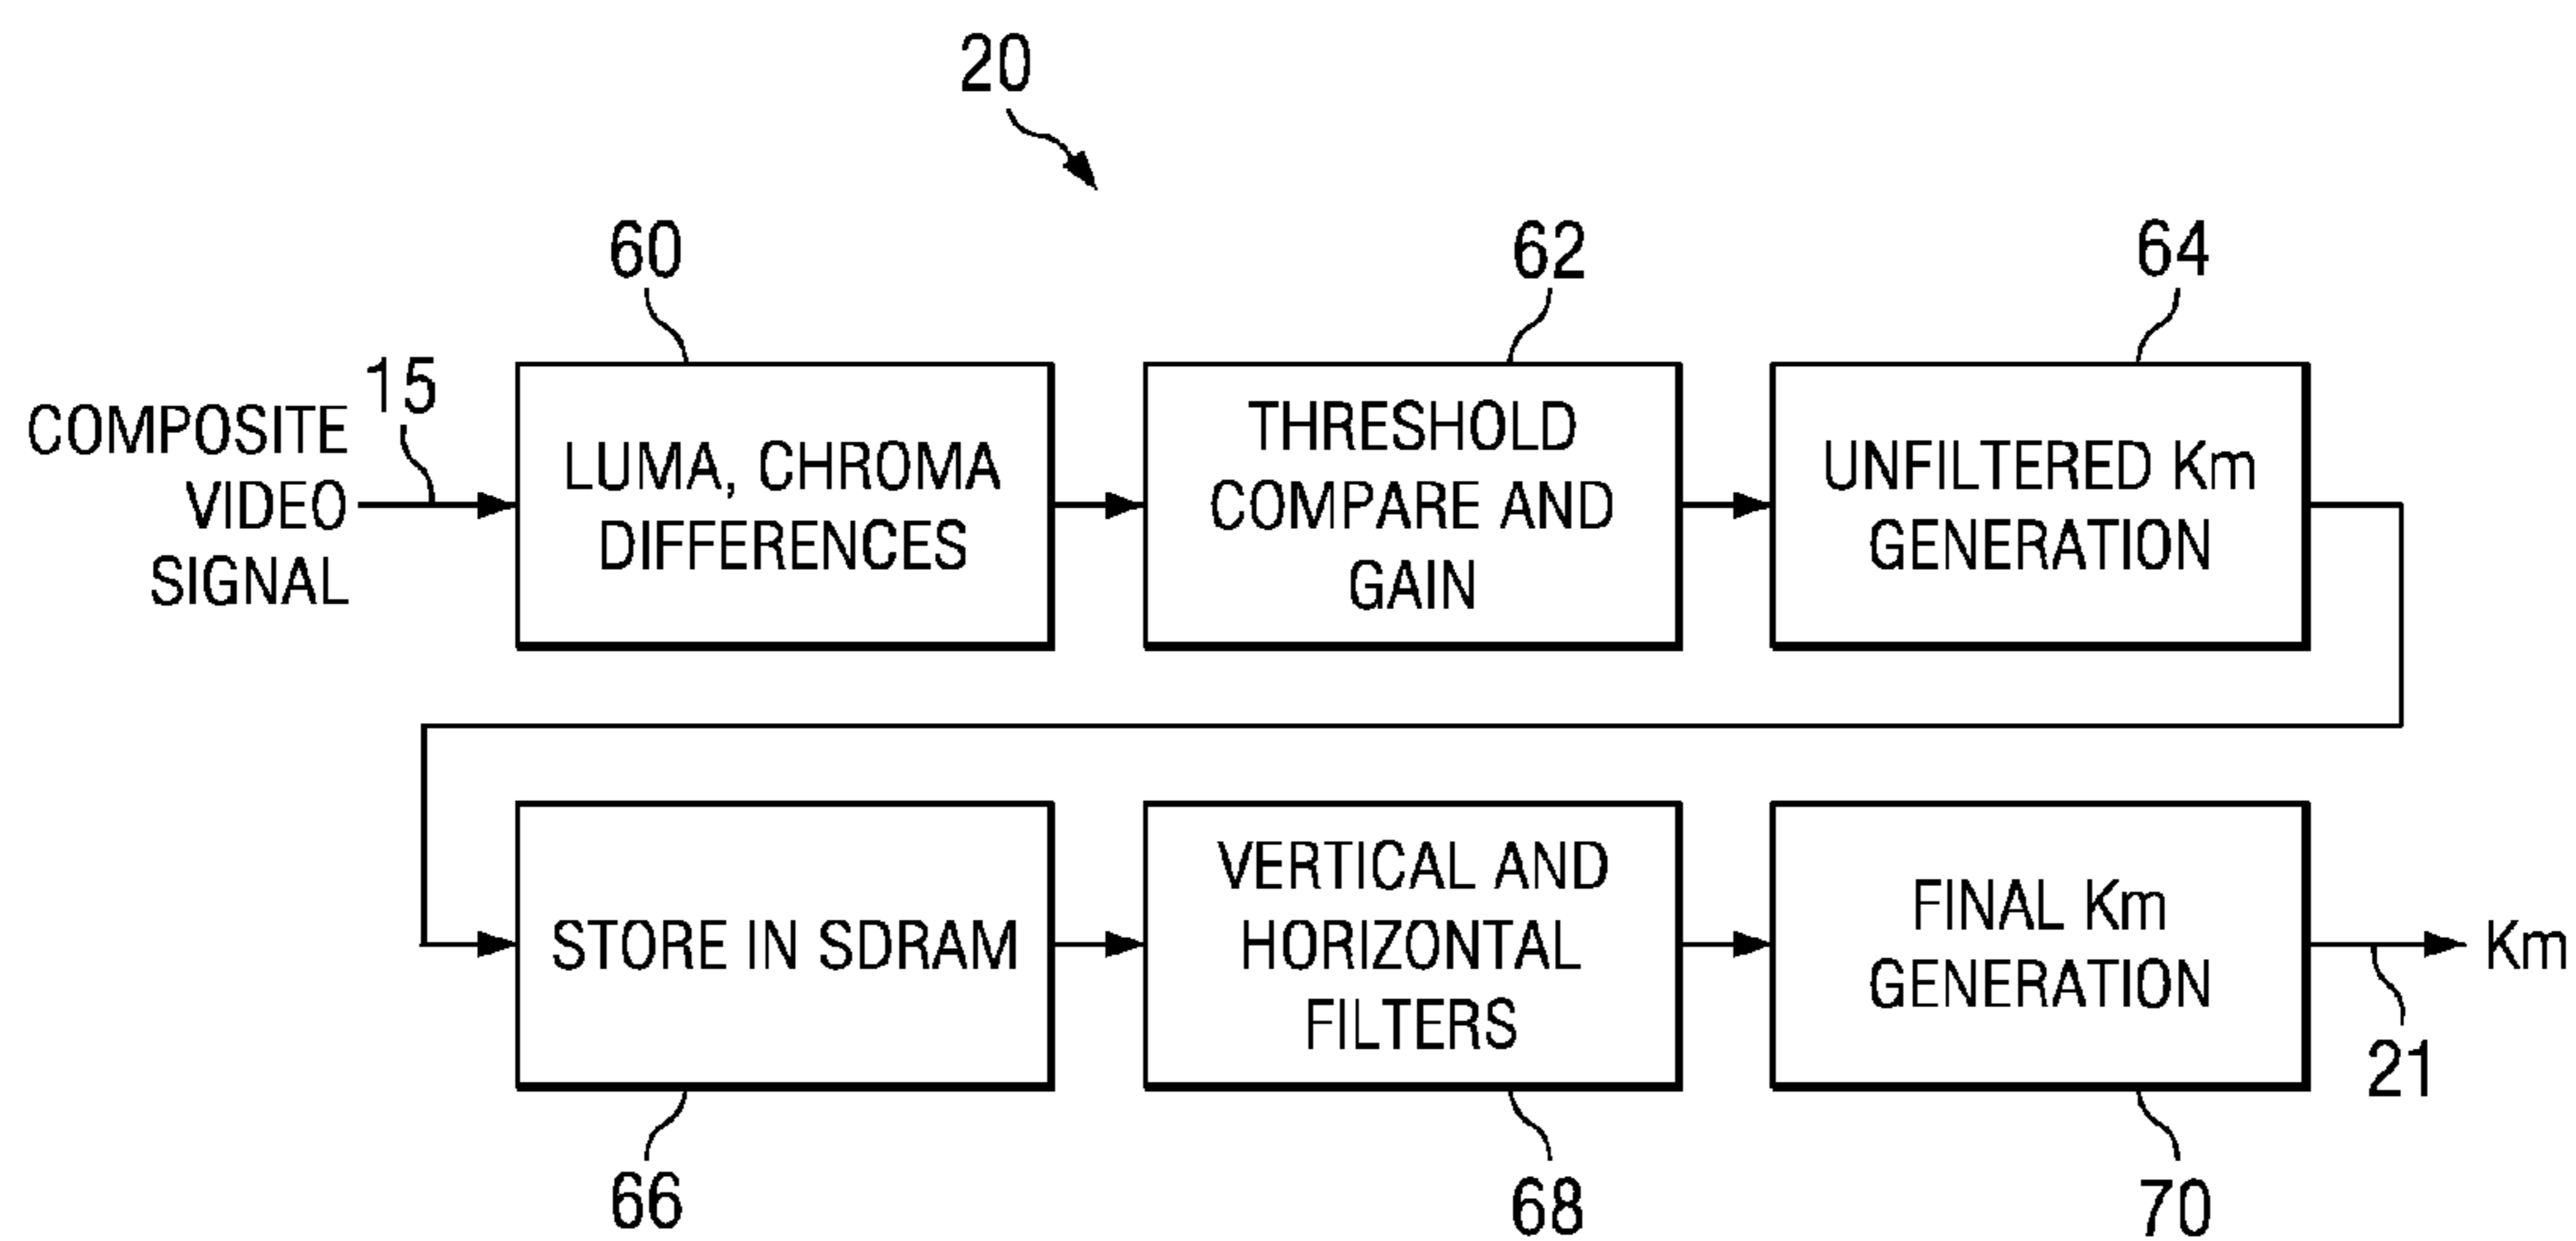 20
60
62
64
15
COMPOSITE
VIDEO
SIGNAL
LUMA, CHROMA
DIFFERENCES
THRESHOLD
COMPARE AND
GAIN
UNFILTERED Km
GENERATION
STORE IN SDRAM
VERTICAL AND
HORIZONTAL
FILTERS
FINAL Km
GENERATION
Km
21
66
68
70